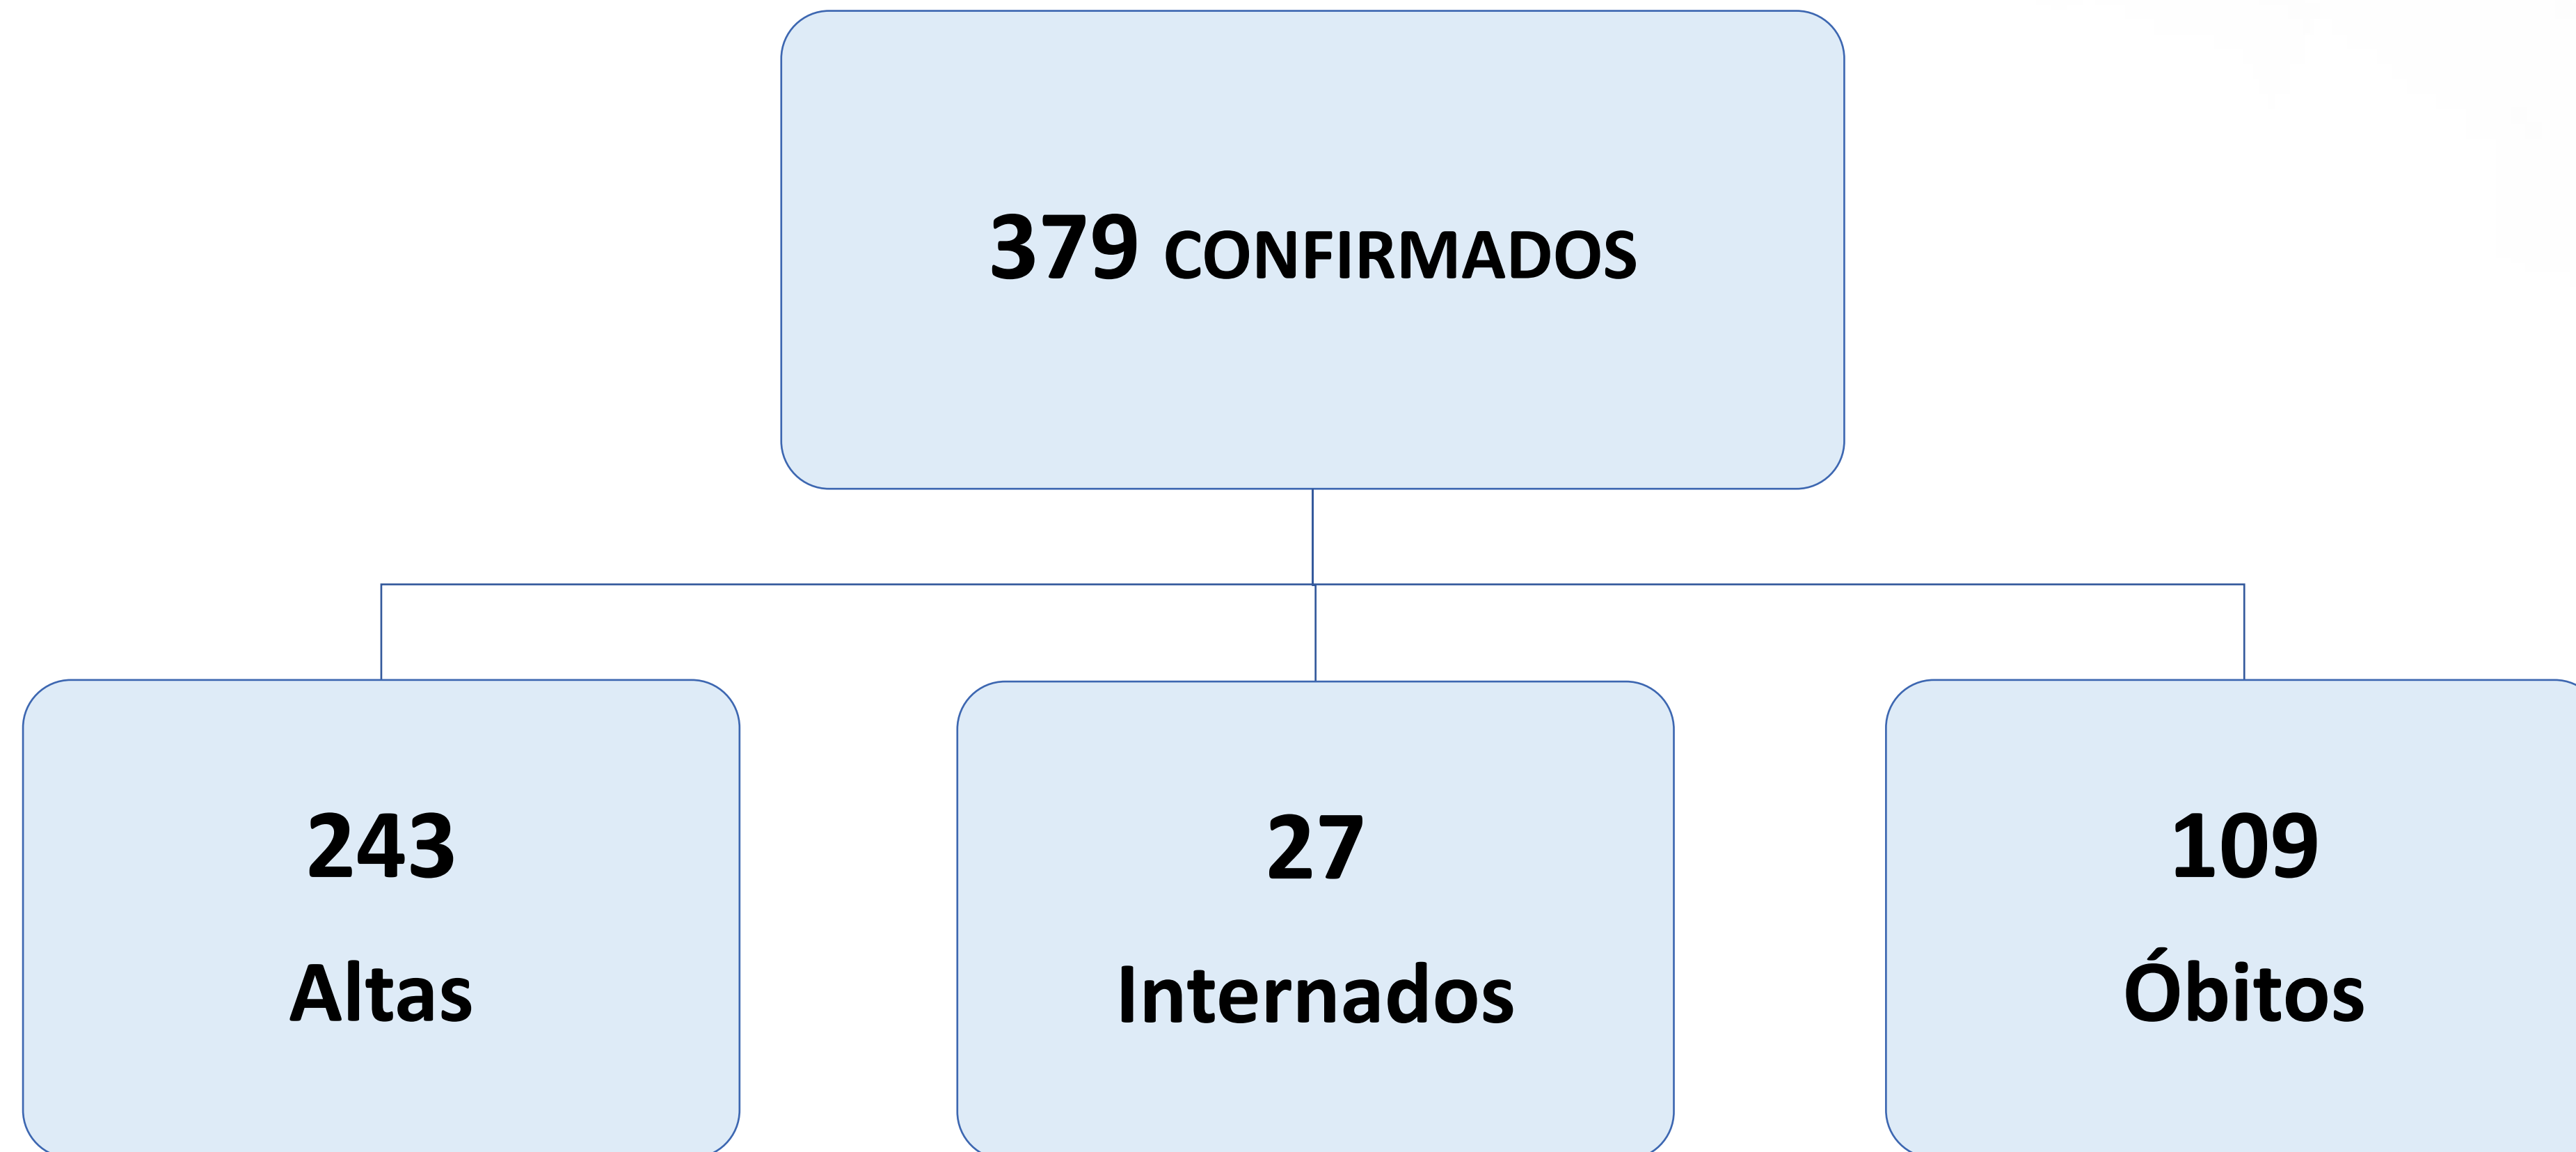 379 CONFIRMADOS
243
Altas
27
Internados
109
Óbitos